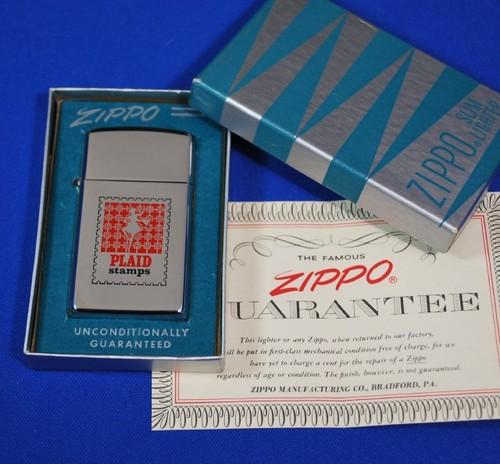 ZIPPO
PLAID
stamps
UNCONDITIONALLY
GUARANTEED
ZIPPO SLIM
LIGHTER
THE FAMOUS
ZIPPO®
UARANTEE
This lighter or any Zippo, when returned to our factory,
ill be put in first-class mechanical condition free of charge, for we
have yet to charge a cent for the repair of a Zippo
regardless of age or condition. The finish, however, is not guaranteed.
ZIPPO MANUFACTURING CO., BRADFORD, PA.